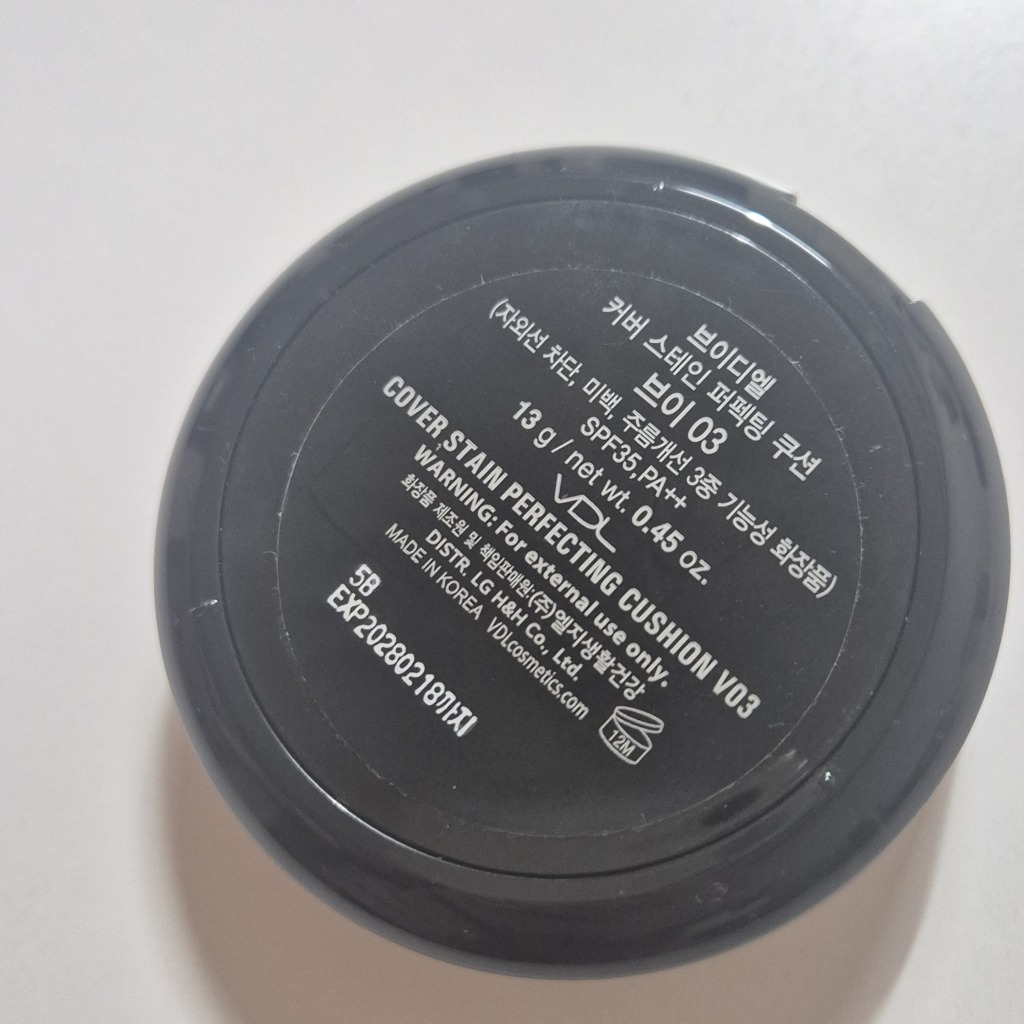 브이디엘
커버 스테인 퍼펙팅 쿠션
브이 03
(자외선 차단, 미백, 주름개선 3중 기능성 화장품)
SPF35,PA++
13 g / net wt. 0.45 oz.
VDL
COVER STAIN PERFECTING CUSHION V03
WARNING: For external use only.
화장품 제조원 및 책임판매원:(주)엘지생활건강
DISTR. LG H&H Co., Ltd.
MADE IN KOREA VDLcosmetics.com
12M
5B
EXP20280218까지